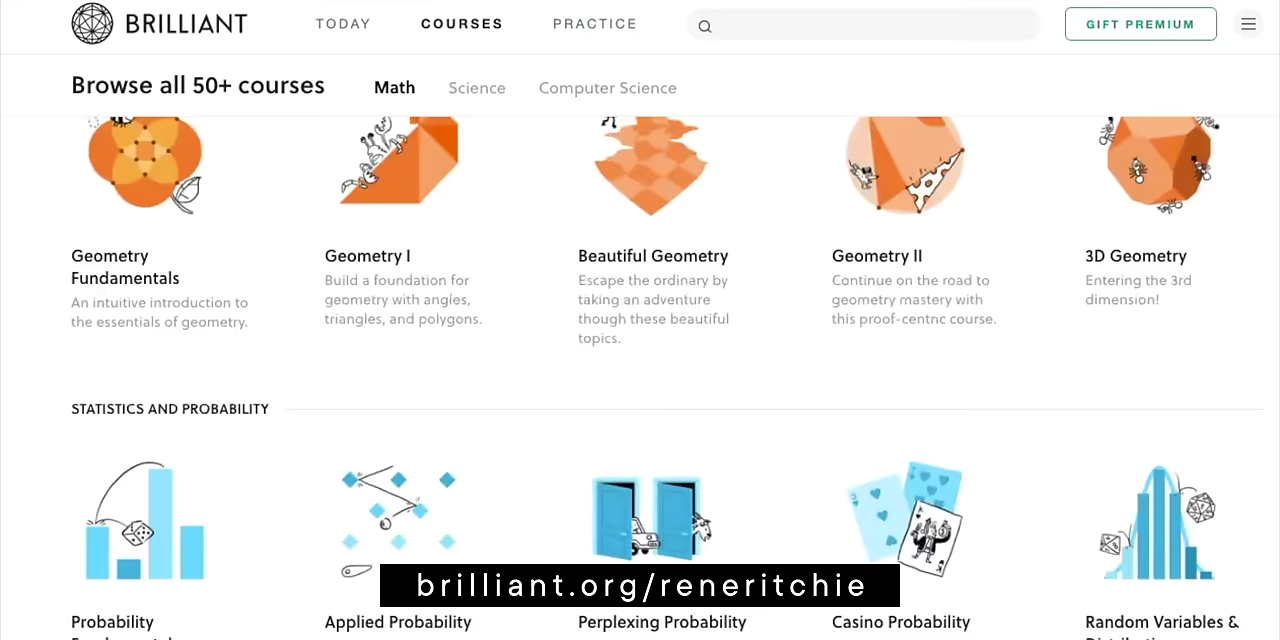 BRILLIANT
TODAY
COURSES
PRACTICE
GIFT PREMIUM
Browse all 50+ courses
Math
Science
Computer Science
Geometry
Fundamentals
An intuitive introduction to
the essentials of geometry.
Geometry I
Build a foundation for
geometry with angles,
triangles, and polygons.
Beautiful Geometry
Escape the ordinary by
taking an adventure
though these beautiful
topics.
Geometry II
Continue on the road to
geometry mastery with
this proof-centric course.
3D Geometry
Entering the 3rd
dimension!
STATISTICS AND PROBABILITY
brilliant.org/reneritchie
Probability
Applied Probability
Perplexing Probability
Casino Probability
Random Variables &